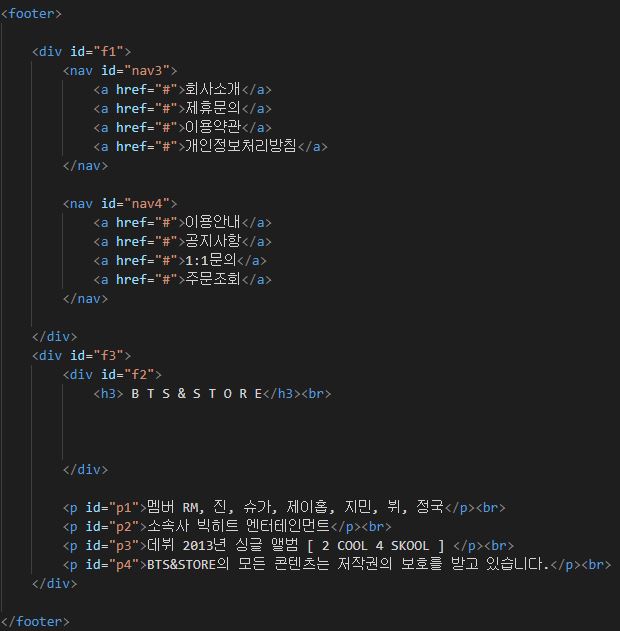 <footer>
<div id="f1">
<nav id="nav3">
<a href="#">회사소개</a>
<a href="#">제휴문의</a>
<a href="#">이용약관</a>
<a href="#">개인정보처리방침</a>
</nav>
<nav id="nav4">
<a href="#">이용안내</a>
<a href="#">공지사항</a>
<a href="#">1:1문의</a>
<a href="#">주문조회</a>
</nav>
</div>
<div id="f3">
<div id="f2">
<h3> B T S & S T O R E</h3><br>
</div>
<p id="p1">멤버 RM, 진, 슈가, 제이홉, 지민, 뷔, 정국</p><br>
<p id="p2">소속사 빅히트 엔터테인먼트</p><br>
<p id="p3">데뷔 2013년 싱글 앨범 [ 2 COOL 4 SKOOL ] </p><br>
<p id="p4">BTS&STORE의 모든 콘텐츠는 저작권의 보호를 받고 있습니다.</p><br>
</div>
</footer>